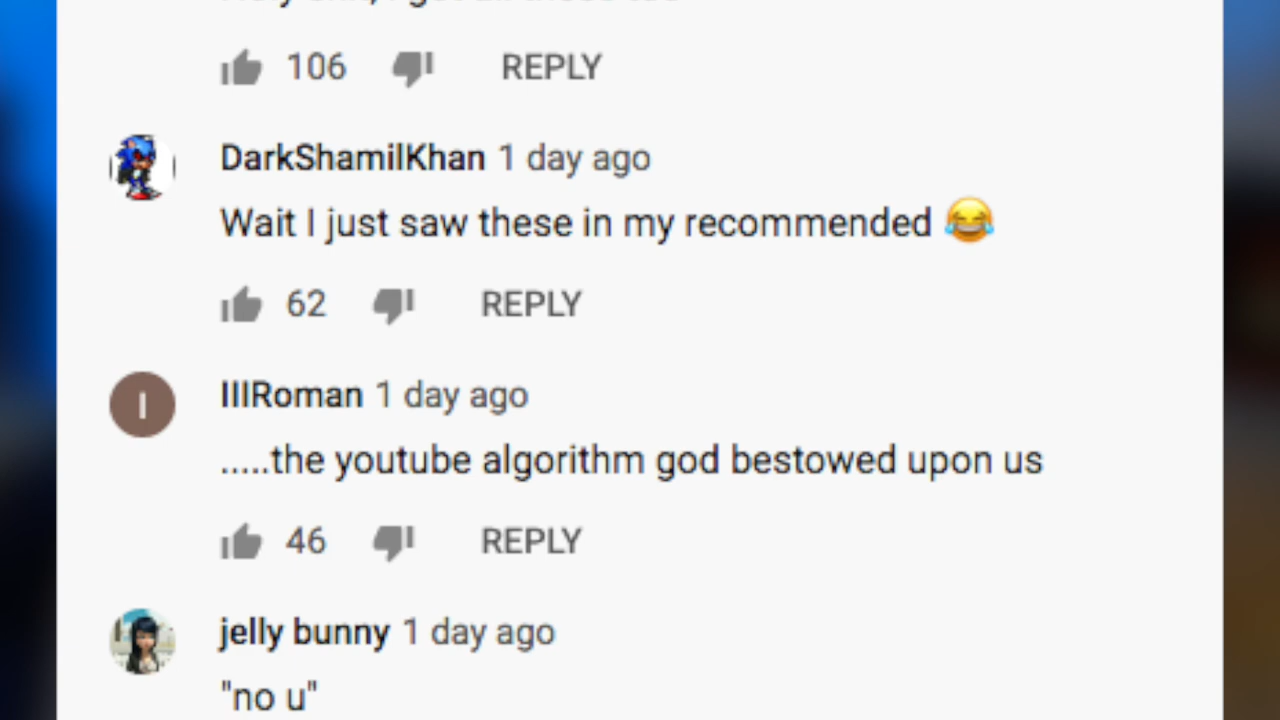 106 REPLY
DarkShamilKhan 1 day ago
Wait I just saw these in my recommended 😂
62 REPLY
I
IllRoman 1 day ago
.....the youtube algorithm god bestowed upon us
46 REPLY
jelly bunny 1 day ago
"no u"